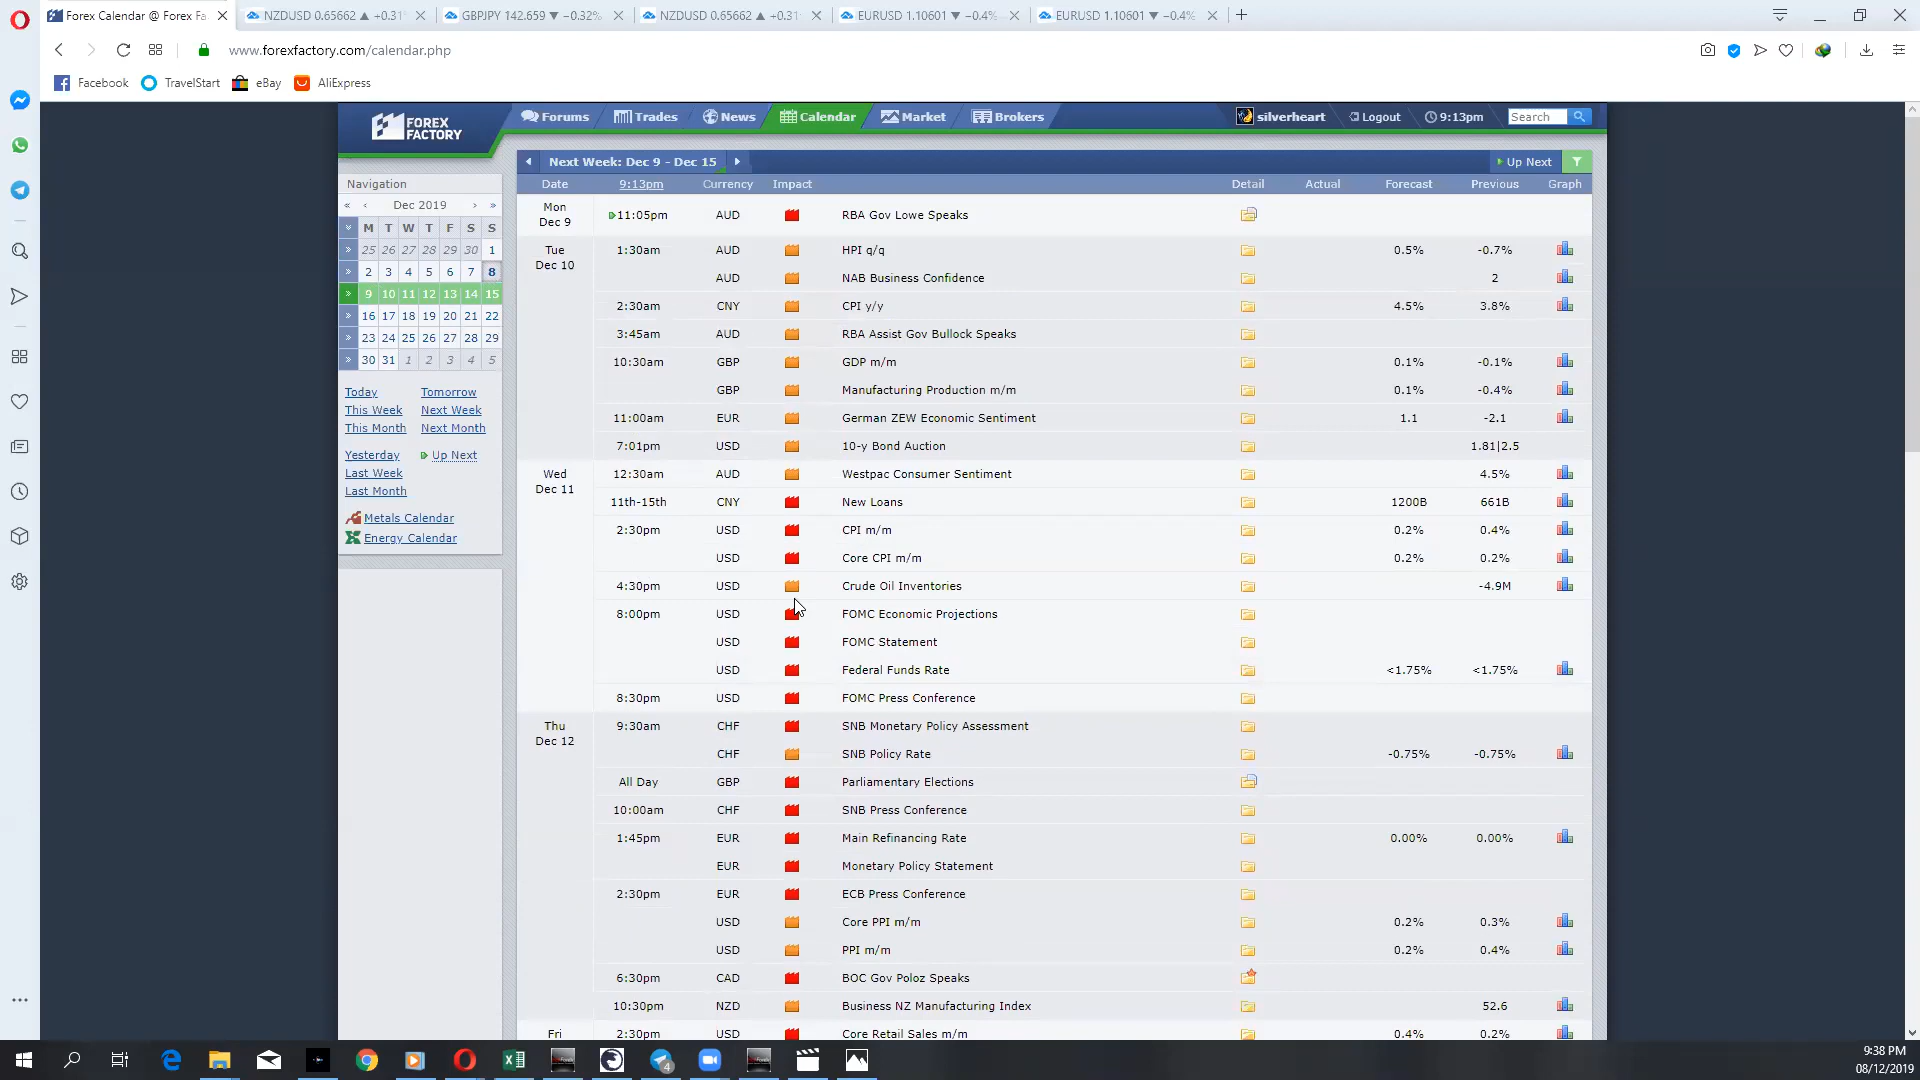 Forex Calendar @ Forex Fa
NZDUSD 0.65662 ▲ +0.31
GBPJPY 142.659 ▼ −0.32%
NZDUSD 0.65662 ▲ +0.31
EURUSD 1.10601 ▼ −0.4%
EURUSD 1.10601 ▼ −0.4%
www.forexfactory.com/calendar.php
Facebook TravelStart eBay AliExpress
FOREX FACTORY
Forums Trades News Calendar Market Brokers silverheart Logout 9:13pm Search
Next Week: Dec 9 - Dec 15 Up Next
Navigation
« ‹ Dec 2019 › »
M T W T F S S
25 26 27 28 29 30 1
2 3 4 5 6 7 8
9 10 11 12 13 14 15
16 17 18 19 20 21 22
23 24 25 26 27 28 29
30 31 1 2 3 4 5
Today Tomorrow
This Week Next Week
This Month Next Month
Yesterday Up Next
Last Week
Last Month
Metals Calendar
Energy Calendar
Date 9:13pm Currency Impact Detail Actual Forecast Previous Graph
Mon Dec 9 11:05pm AUD RBA Gov Lowe Speaks
Tue Dec 10 1:30am AUD HPI q/q 0.5% -0.7%
AUD NAB Business Confidence 2
2:30am CNY CPI y/y 4.5% 3.8%
3:45am AUD RBA Assist Gov Bullock Speaks
10:30am GBP GDP m/m 0.1% -0.1%
GBP Manufacturing Production m/m 0.1% -0.4%
11:00am EUR German ZEW Economic Sentiment 1.1 -2.1
7:01pm USD 10-y Bond Auction 1.81|2.5
Wed Dec 11 12:30am AUD Westpac Consumer Sentiment 4.5%
11th-15th CNY New Loans 1200B 661B
2:30pm USD CPI m/m 0.2% 0.4%
USD Core CPI m/m 0.2% 0.2%
4:30pm USD Crude Oil Inventories -4.9M
8:00pm USD FOMC Economic Projections
USD FOMC Statement
USD Federal Funds Rate <1.75% <1.75%
8:30pm USD FOMC Press Conference
Thu Dec 12 9:30am CHF SNB Monetary Policy Assessment
CHF SNB Policy Rate -0.75% -0.75%
All Day GBP Parliamentary Elections
10:00am CHF SNB Press Conference
1:45pm EUR Main Refinancing Rate 0.00% 0.00%
EUR Monetary Policy Statement
2:30pm EUR ECB Press Conference
USD Core PPI m/m 0.2% 0.3%
USD PPI m/m 0.2% 0.4%
6:30pm CAD BOC Gov Poloz Speaks
10:30pm NZD Business NZ Manufacturing Index 52.6
Fri 2:30pm USD Core Retail Sales m/m 0.4% 0.2%
4
9:38 PM
08/12/2019